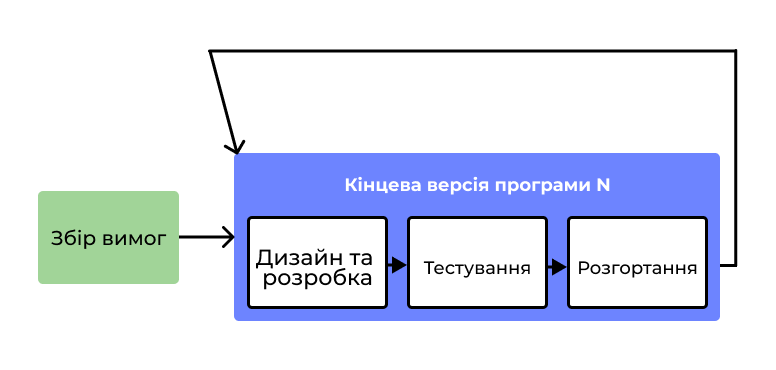 Кінцева версія програми N
Збір вимог
Дизайн та
розробка
Тестування
Розгортання